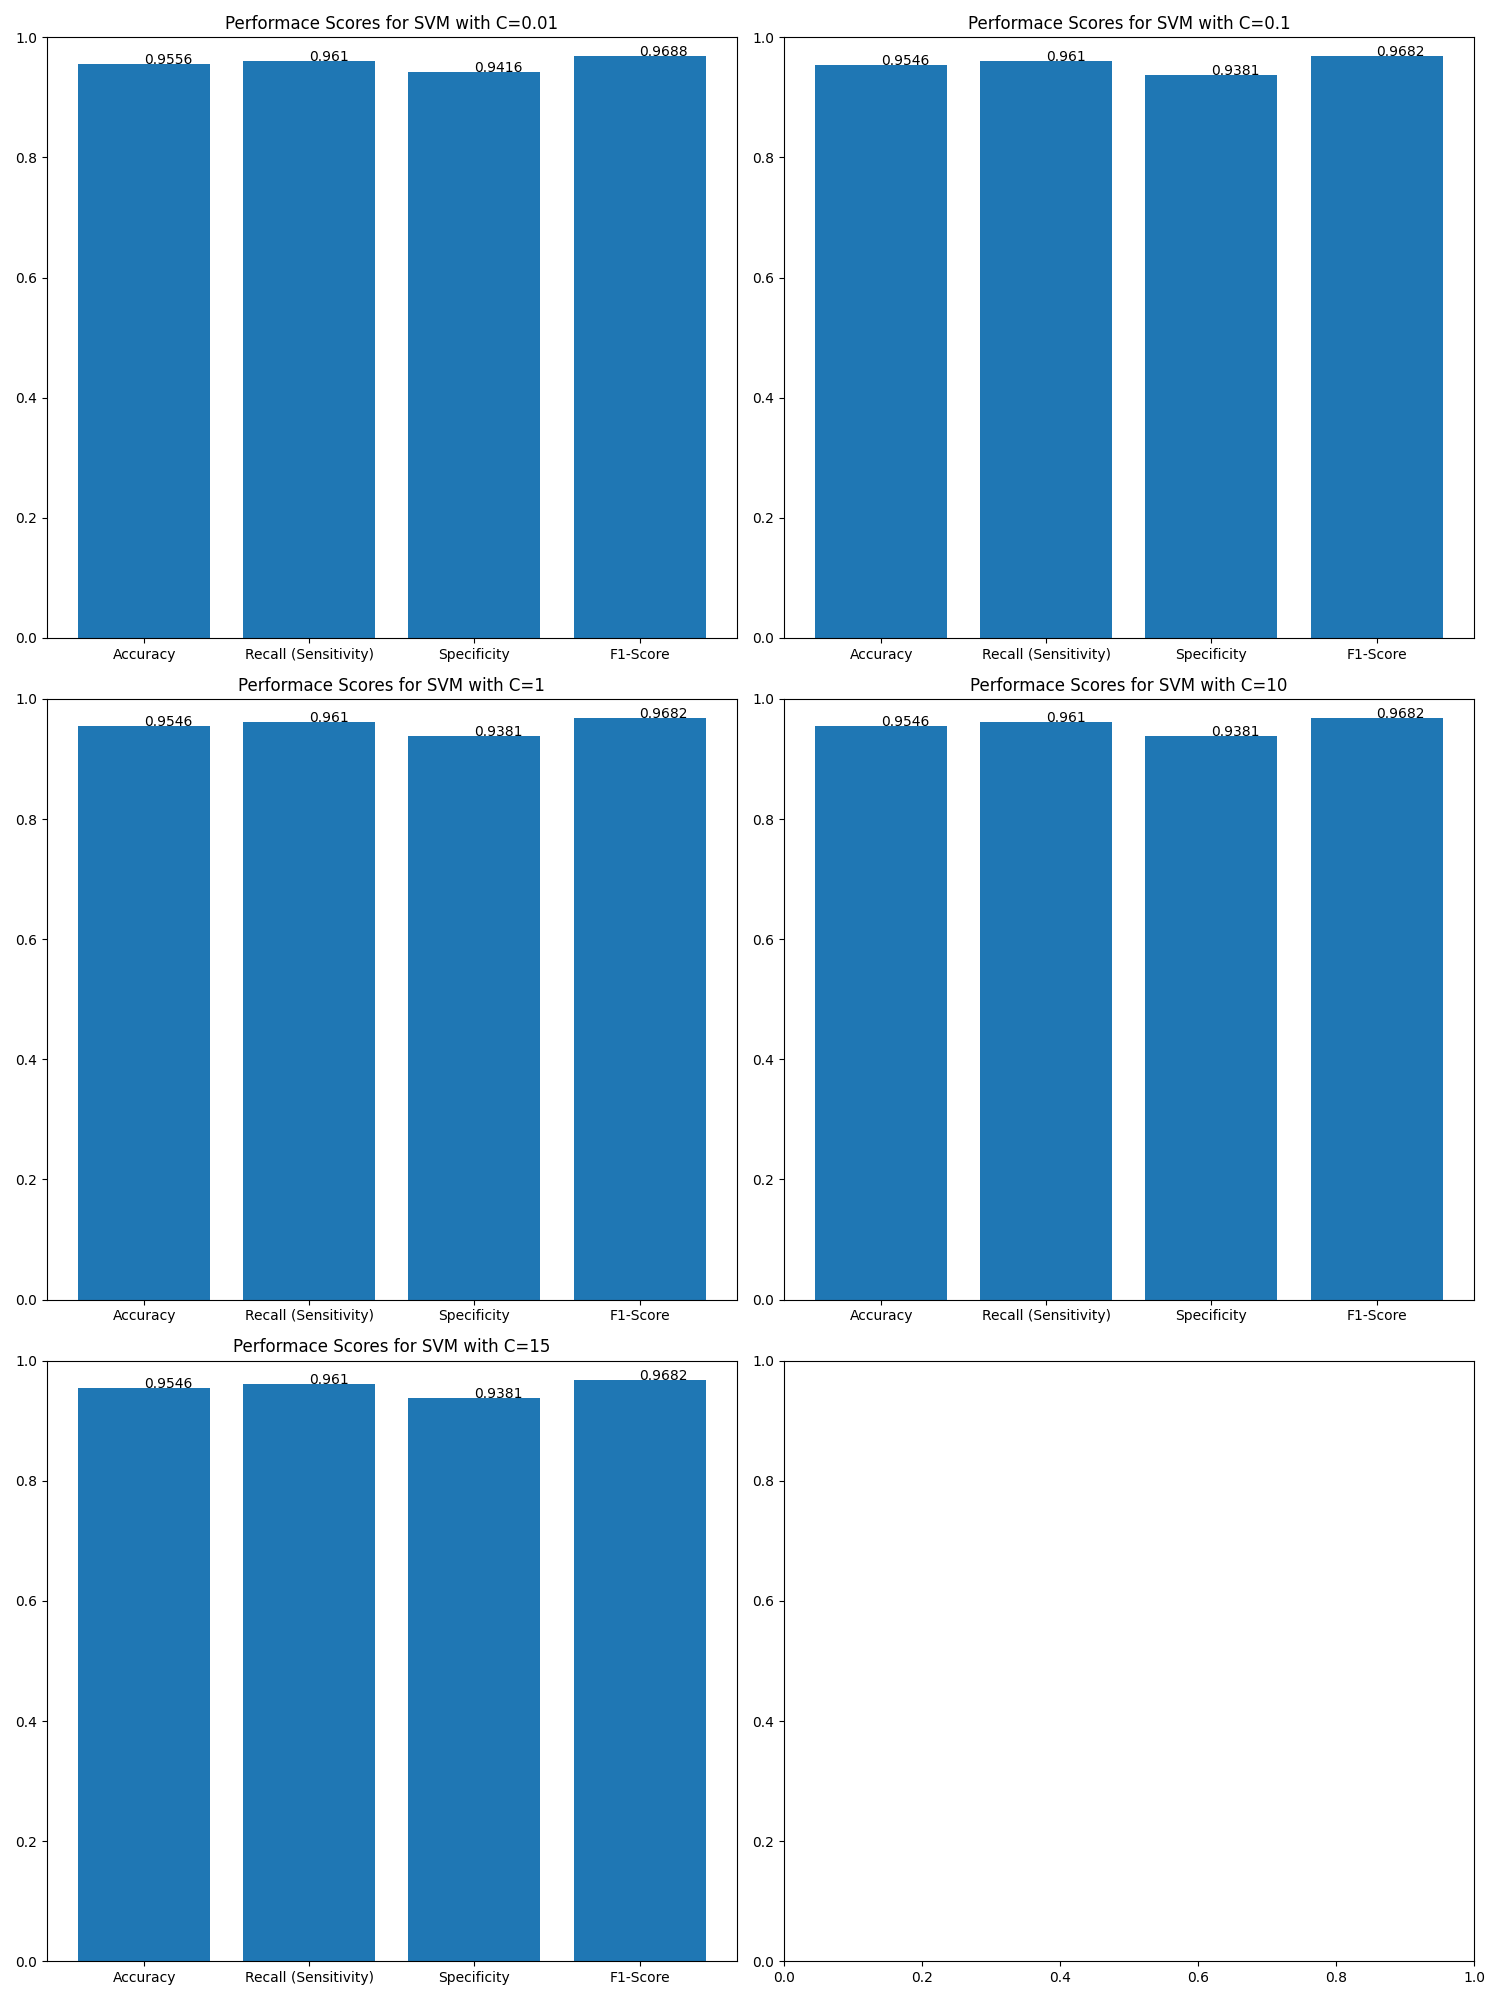 Performace Scores for SVM with C=0.01
1.0
0.8
0.6
0.4
0.2
0.0
0.9556
0.961
0.9416
0.9688
Accuracy
Recall (Sensitivity)
Specificity
F1-Score
Performace Scores for SVM with C=0.1
1.0
0.8
0.6
0.4
0.2
0.0
0.9546
0.961
0.9381
0.9682
Accuracy
Recall (Sensitivity)
Specificity
F1-Score
Performace Scores for SVM with C=1
1.0
0.8
0.6
0.4
0.2
0.0
0.9546
0.961
0.9381
0.9682
Accuracy
Recall (Sensitivity)
Specificity
F1-Score
Performace Scores for SVM with C=10
1.0
0.8
0.6
0.4
0.2
0.0
0.9546
0.961
0.9381
0.9682
Accuracy
Recall (Sensitivity)
Specificity
F1-Score
Performace Scores for SVM with C=15
1.0
0.8
0.6
0.4
0.2
0.0
0.9546
0.961
0.9381
0.9682
Accuracy
Recall (Sensitivity)
Specificity
F1-Score
1.0
0.8
0.6
0.4
0.2
0.0
0.0
0.2
0.4
0.6
0.8
1.0